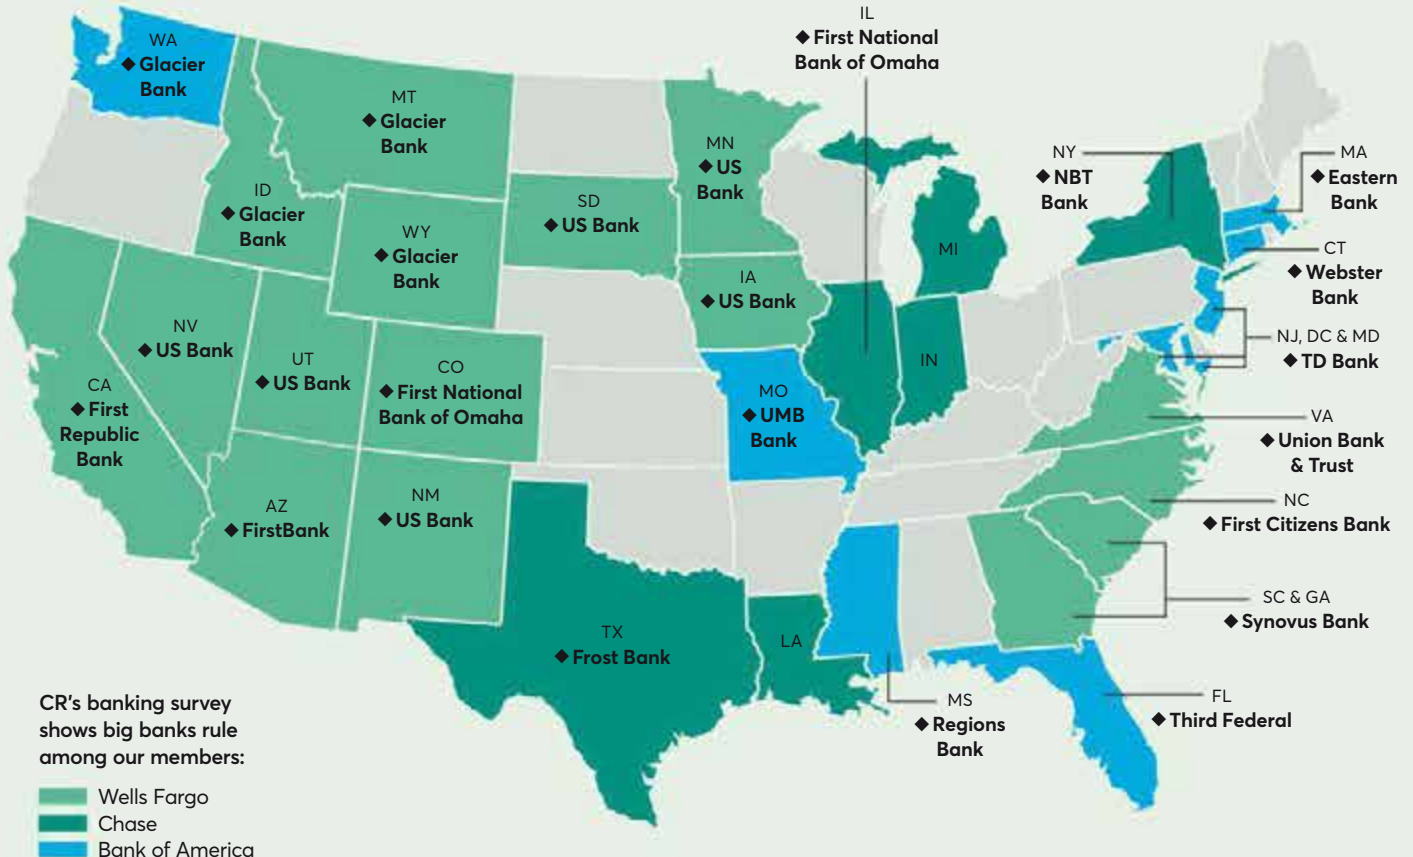 IL
◆ First National
Bank of Omaha
WA
◆ Glacier
Bank
MT
◆ Glacier
Bank
MN
◆ US
Bank
NY
◆ NBT
Bank
MA
◆ Eastern
Bank
ID
◆ Glacier
Bank
SD
◆ US Bank
WY
◆ Glacier
Bank
MI
CT
◆ Webster
Bank
IA
◆ US Bank
NV
◆ US Bank
UT
◆ US Bank
CO
◆ First National
Bank of Omaha
NJ, DC & MD
◆ TD Bank
IN
CA
◆ First
Republic
Bank
MO
◆ UMB
Bank
VA
◆ Union Bank
& Trust
AZ
◆ FirstBank
NM
◆ US Bank
NC
◆ First Citizens Bank
SC & GA
◆ Synovus Bank
TX
◆ Frost Bank
LA
MS
◆ Regions
Bank
FL
◆ Third Federal
CR's banking survey
shows big banks rule
among our members:
Wells Fargo
Chase
Bank of America